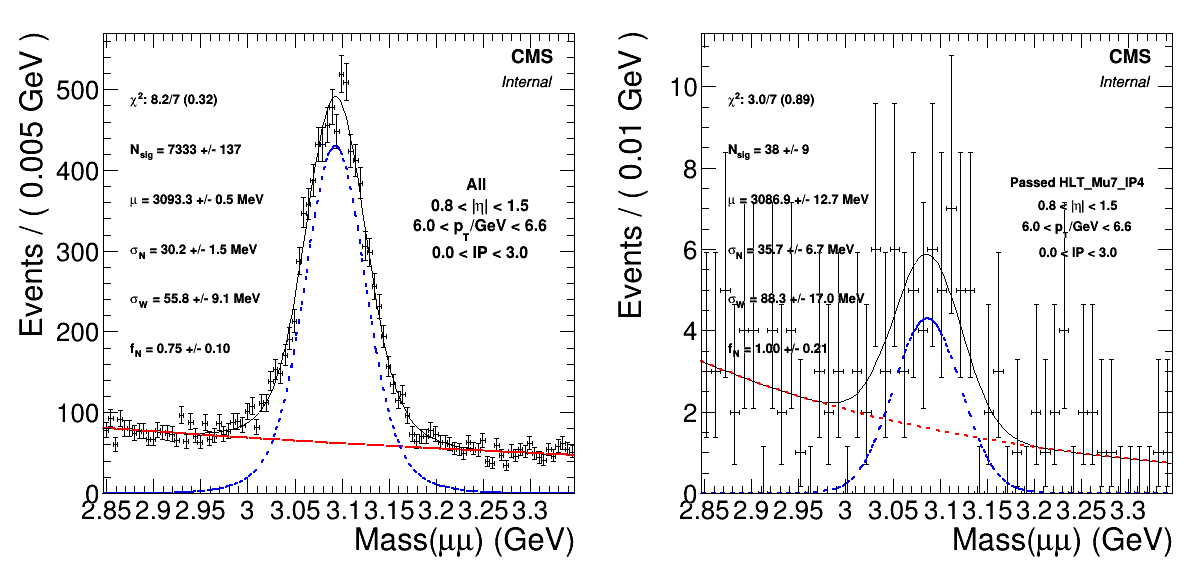 Events / ( 0.005 GeV )
500
400
300
200
100
0
CMS
Internal
χ²: 8.2/7 (0.32)
N_sig = 7333 +/- 137
μ = 3093.3 +/- 0.5 MeV
σ_N = 30.2 +/- 1.5 MeV
σ_W = 55.8 +/- 9.1 MeV
f_N = 0.75 +/- 0.10
All
0.8 < |η| < 1.5
6.0 < p_T/GeV < 6.6
0.0 < IP < 3.0
2.85 2.9 2.95 3 3.05 3.1 3.15 3.2 3.25 3.3
Mass(μμ) (GeV)
Events / ( 0.01 GeV )
10
8
6
4
2
0
CMS
Internal
χ²: 3.0/7 (0.89)
N_sig = 38 +/- 9
μ = 3086.9 +/- 12.7 MeV
σ_N = 35.7 +/- 6.7 MeV
σ_W = 88.3 +/- 17.0 MeV
f_N = 1.00 +/- 0.21
Passed HLT_Mu7_IP4
0.8 < |η| < 1.5
6.0 < p_T/GeV < 6.6
0.0 < IP < 3.0
2.85 2.9 2.95 3 3.05 3.1 3.15 3.2 3.25 3.3
Mass(μμ) (GeV)